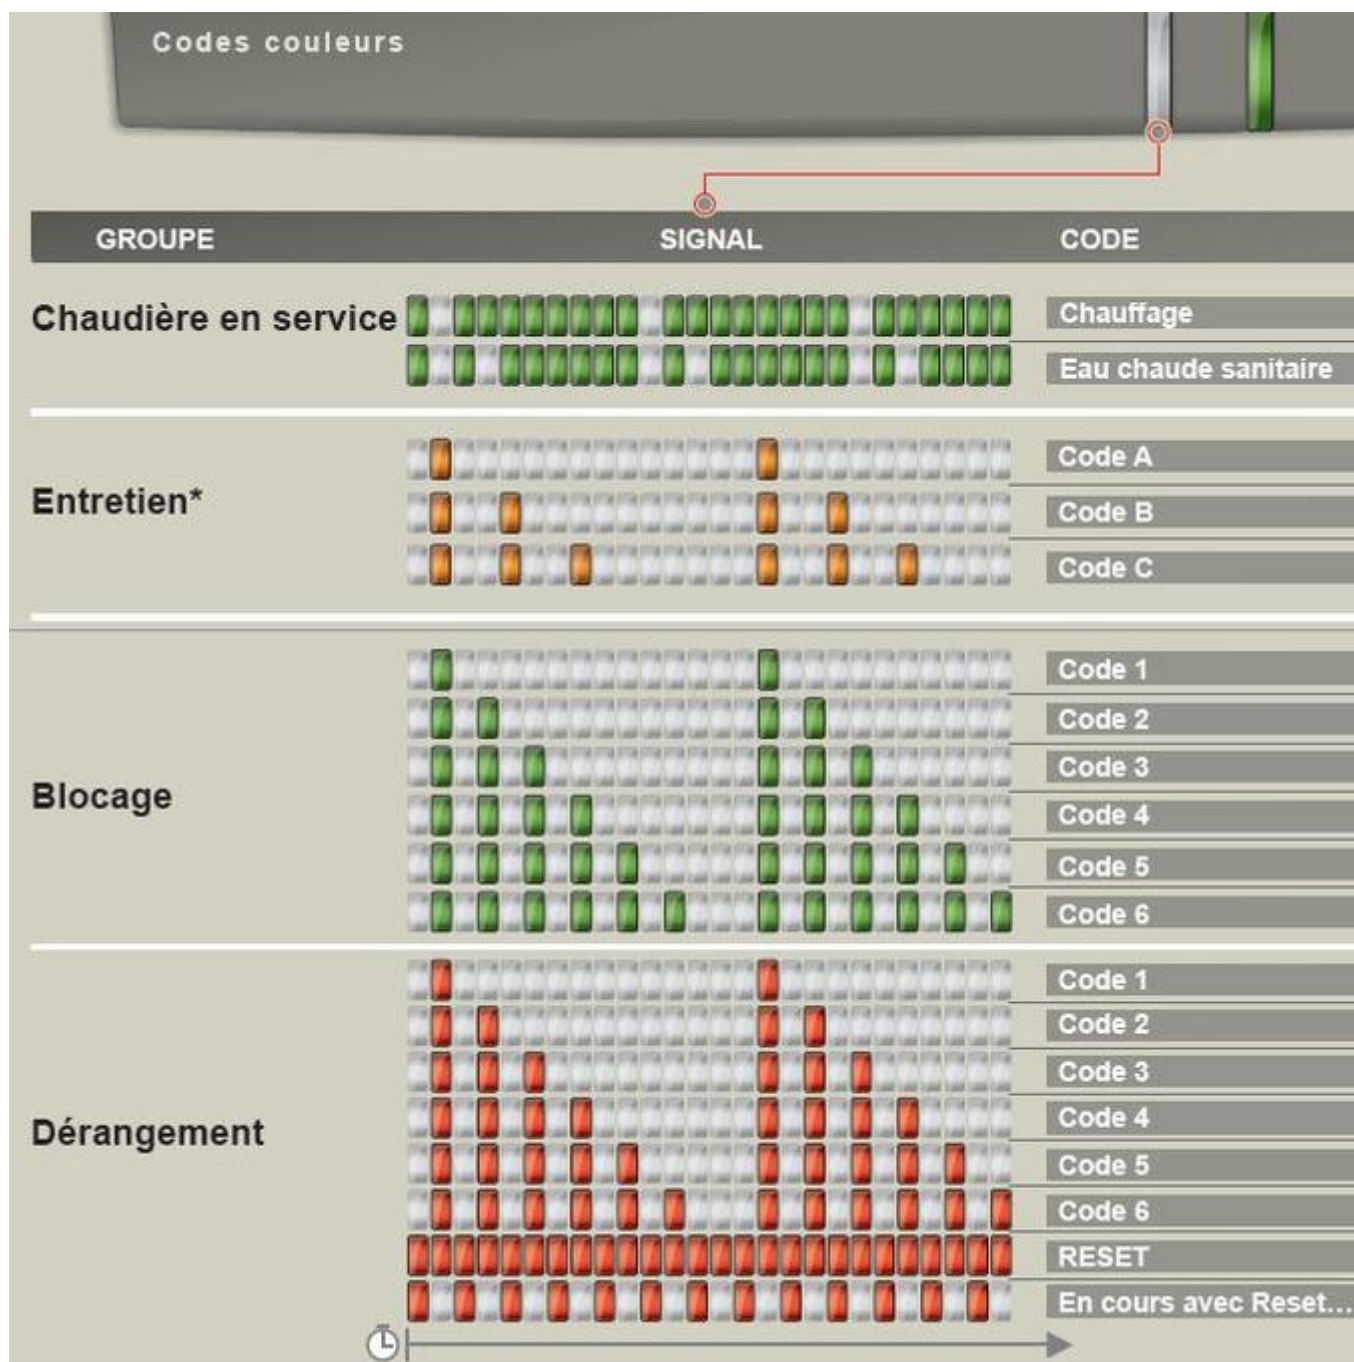 Codes couleurs
GROUPE SIGNAL CODE
Chaudière en service
Chauffage
Eau chaude sanitaire
Entretien*
Code A
Code B
Code C
Blocage
Code 1
Code 2
Code 3
Code 4
Code 5
Code 6
Dérangement
Code 1
Code 2
Code 3
Code 4
Code 5
Code 6
RESET
En cours avec Reset...